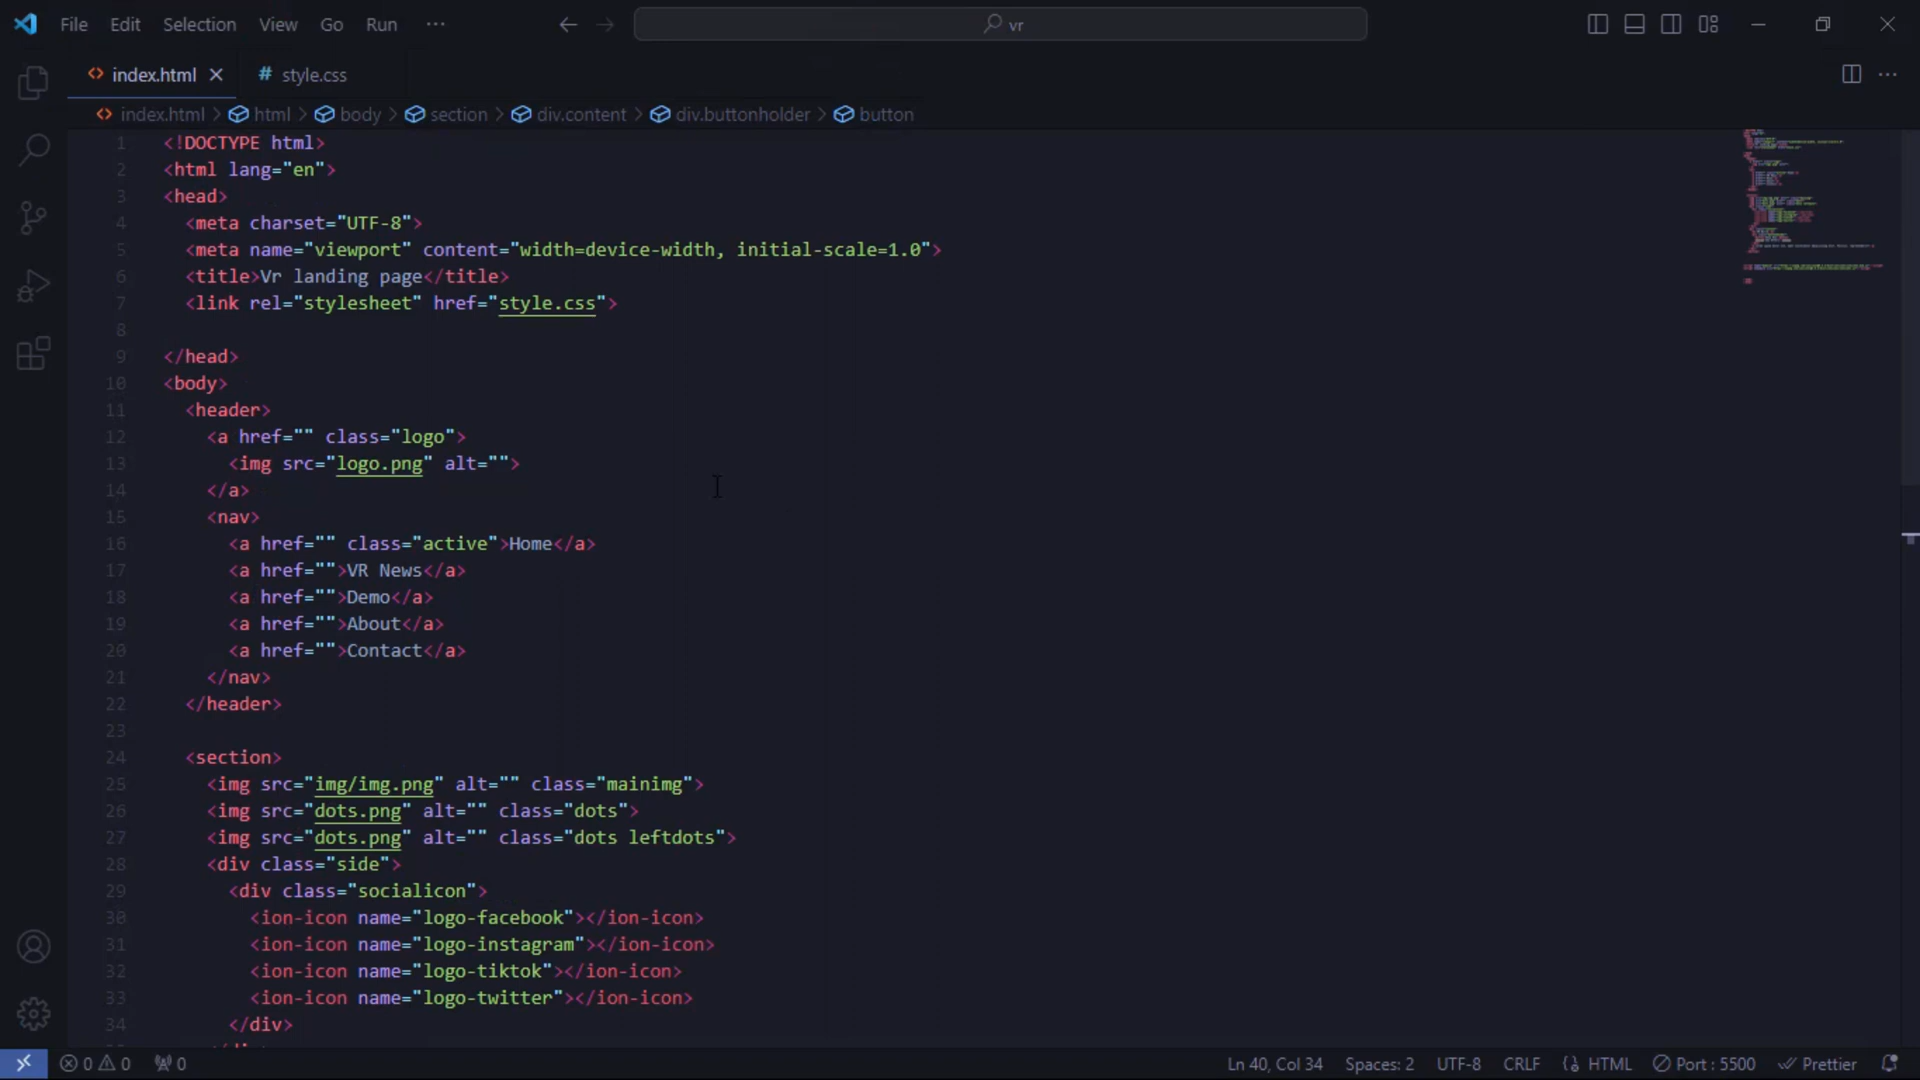 File Edit Selection View Go Run ··· vr
index.html style.css
index.html > html > body > section > div.content > div.buttonholder > button
1 <!DOCTYPE html>
2 <html lang="en">
3 <head>
4 <meta charset="UTF-8">
5 <meta name="viewport" content="width=device-width, initial-scale=1.0">
6 <title>Vr landing page</title>
7 <link rel="stylesheet" href="style.css">
8
9 </head>
10 <body>
11 <header>
12 <a href="" class="logo">
13 <img src="logo.png" alt="">
14 </a>
15 <nav>
16 <a href="" class="active">Home</a>
17 <a href="">VR News</a>
18 <a href="">Demo</a>
19 <a href="">About</a>
20 <a href="">Contact</a>
21 </nav>
22 </header>
23
24 <section>
25 <img src="img/img.png" alt="" class="mainimg">
26 <img src="dots.png" alt="" class="dots">
27 <img src="dots.png" alt="" class="dots leftdots">
28 <div class="side">
29 <div class="socialicon">
30 <ion-icon name="logo-facebook"></ion-icon>
31 <ion-icon name="logo-instagram"></ion-icon>
32 <ion-icon name="logo-tiktok"></ion-icon>
33 <ion-icon name="logo-twitter"></ion-icon>
34 </div>
0 0 0 Ln 40, Col 34 Spaces: 2 UTF-8 CRLF HTML Port : 5500 Prettier